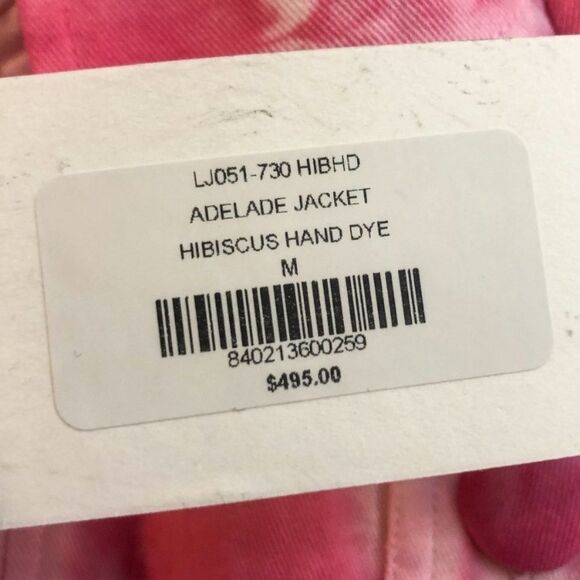 LJ051-730 HIBHD
ADELADE JACKET
HIBISCUS HAND DYE
M
840213600259
$495.00